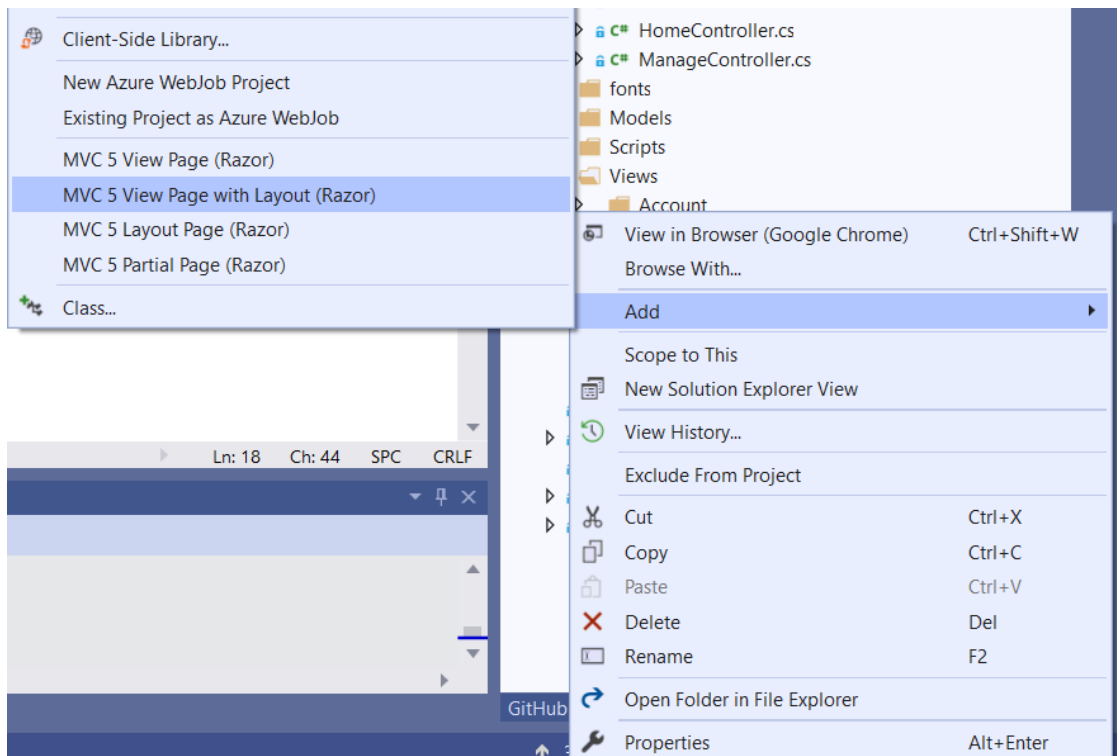 Client-Side Library...
New Azure WebJob Project
Existing Project as Azure WebJob
MVC 5 View Page (Razor)
MVC 5 View Page with Layout (Razor)
MVC 5 Layout Page (Razor)
MVC 5 Partial Page (Razor)
Class...
C# HomeController.cs
C# ManageController.cs
fonts
Models
Scripts
Views
Account
View in Browser (Google Chrome) Ctrl+Shift+W
Browse With...
Add
Scope to This
New Solution Explorer View
View History...
Exclude From Project
Cut Ctrl+X
Copy Ctrl+C
Paste Ctrl+V
Delete Del
Rename F2
Open Folder in File Explorer
Properties Alt+Enter
Ln: 18 Ch: 44 SPC CRLF
GitHub